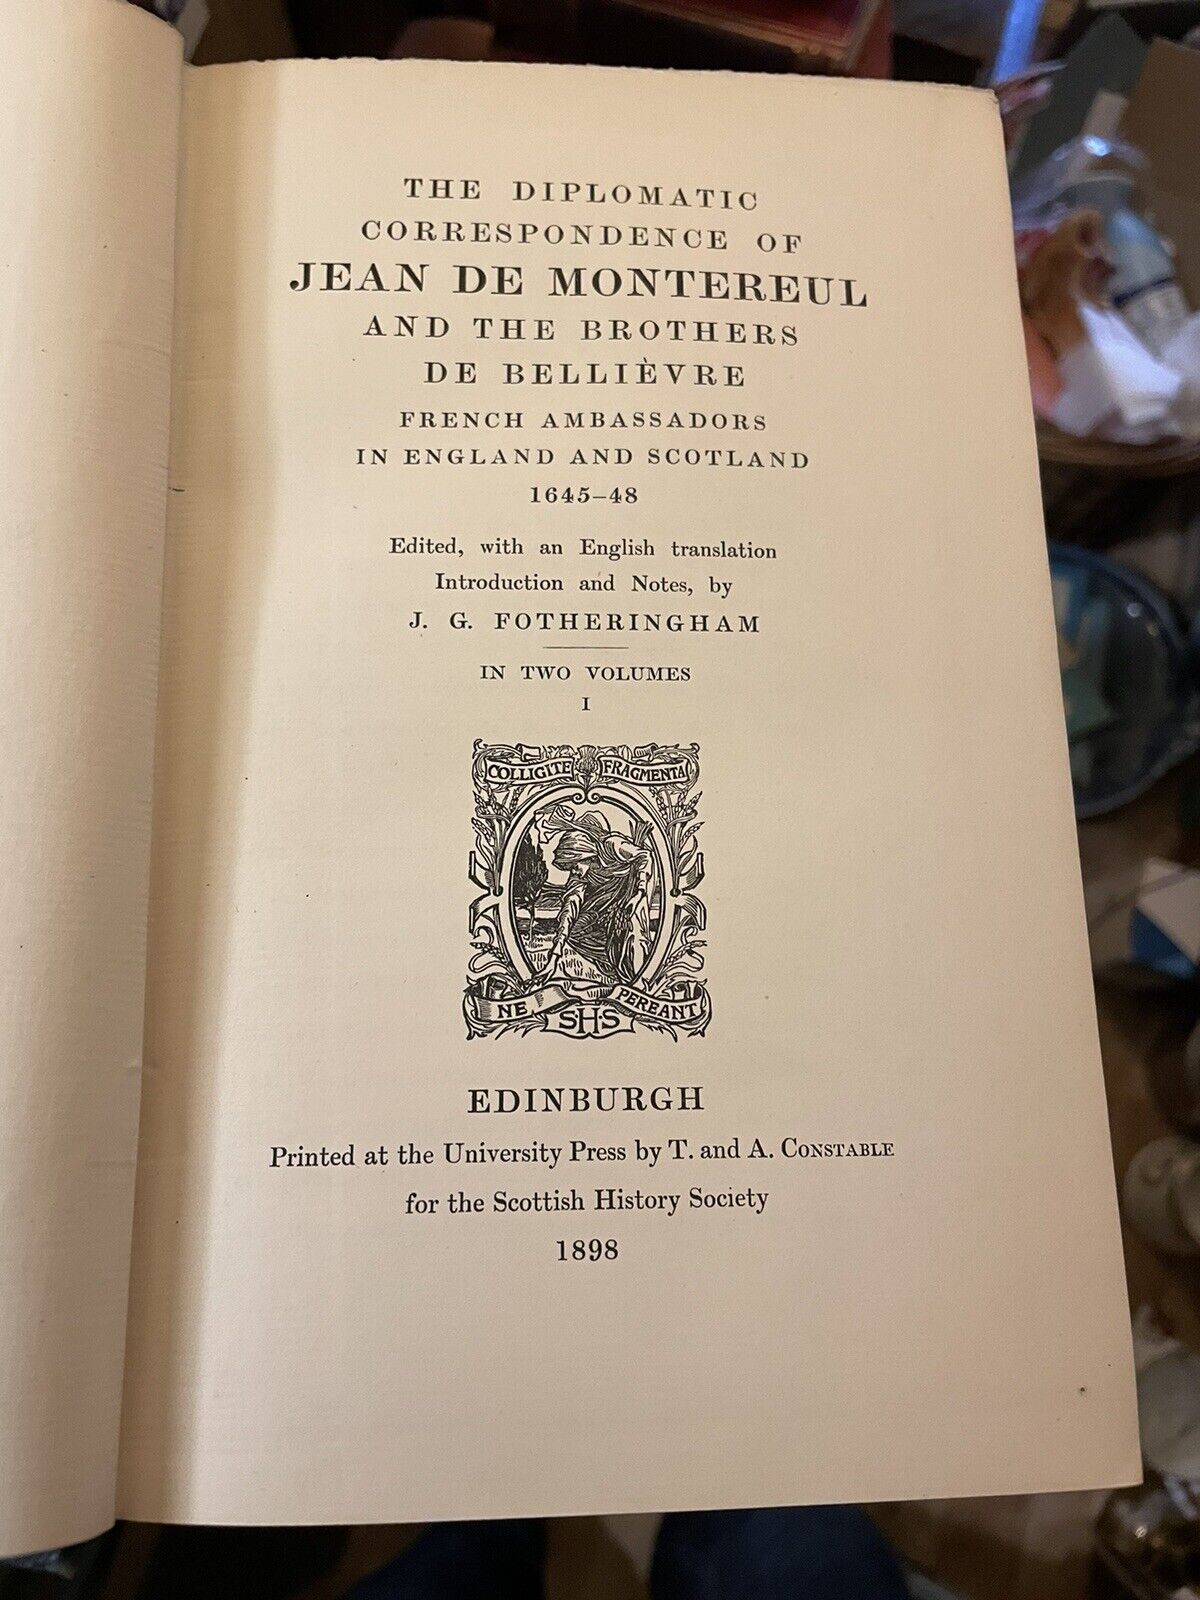 THE DIPLOMATIC
CORRESPONDENCE OF
JEAN DE MONTEREUL
AND THE BROTHERS
DE BELLIÈVRE
FRENCH AMBASSADORS
IN ENGLAND AND SCOTLAND
1645–48
Edited, with an English translation
Introduction and Notes, by
J. G. FOTHERINGHAM
IN TWO VOLUMES
I
COLLIGITE FRAGMENTA
NE PEREANT
S·H·S
EDINBURGH
Printed at the University Press by T. and A. CONSTABLE
for the Scottish History Society
1898